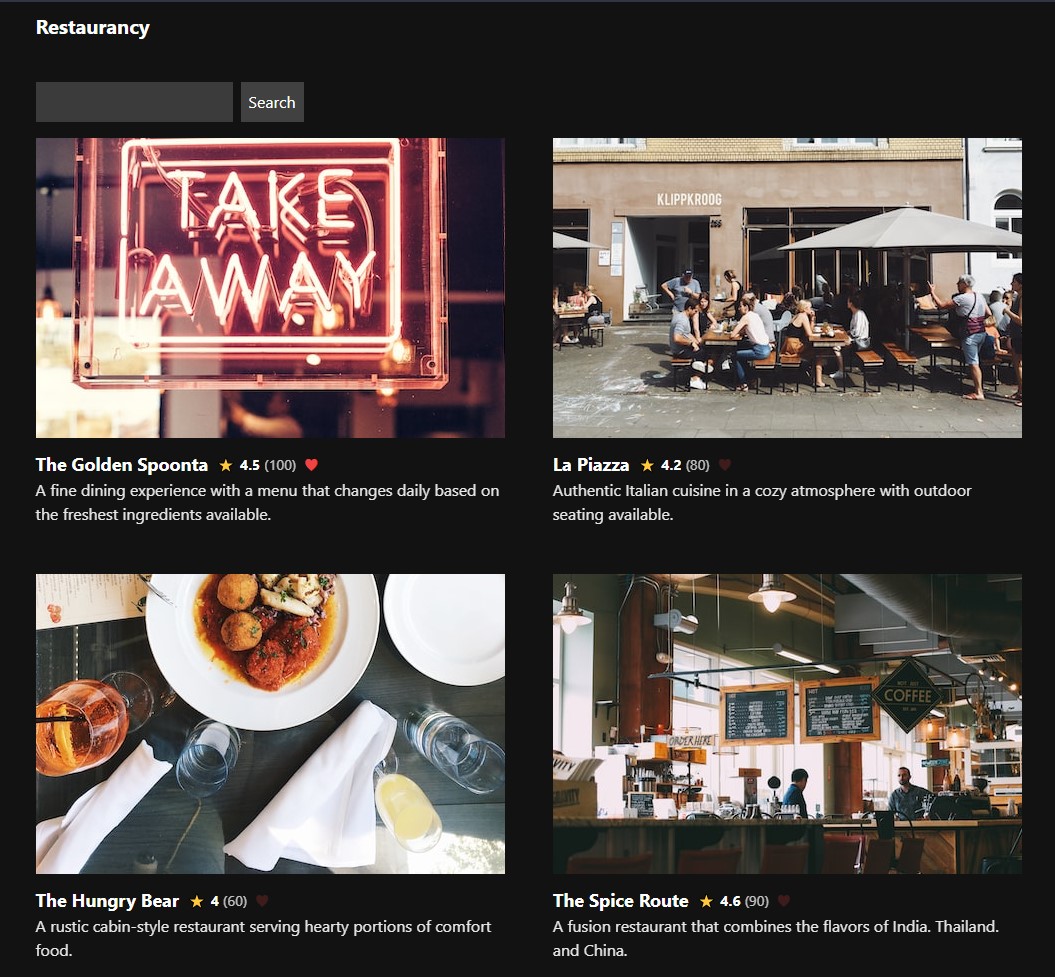 Restaurancy
Search
TAKE
AWAY
KLIPPKROOG
The Golden Spoonta ★ 4.5 (100) ♥
A fine dining experience with a menu that changes daily based on
the freshest ingredients available.
La Piazza ★ 4.2 (80) ♥
Authentic Italian cuisine in a cozy atmosphere with outdoor
seating available.
COFFEE
ORDER HERE
The Hungry Bear ★ 4 (60) ♥
A rustic cabin-style restaurant serving hearty portions of comfort
food.
The Spice Route ★ 4.6 (90) ♥
A fusion restaurant that combines the flavors of India. Thailand.
and China.